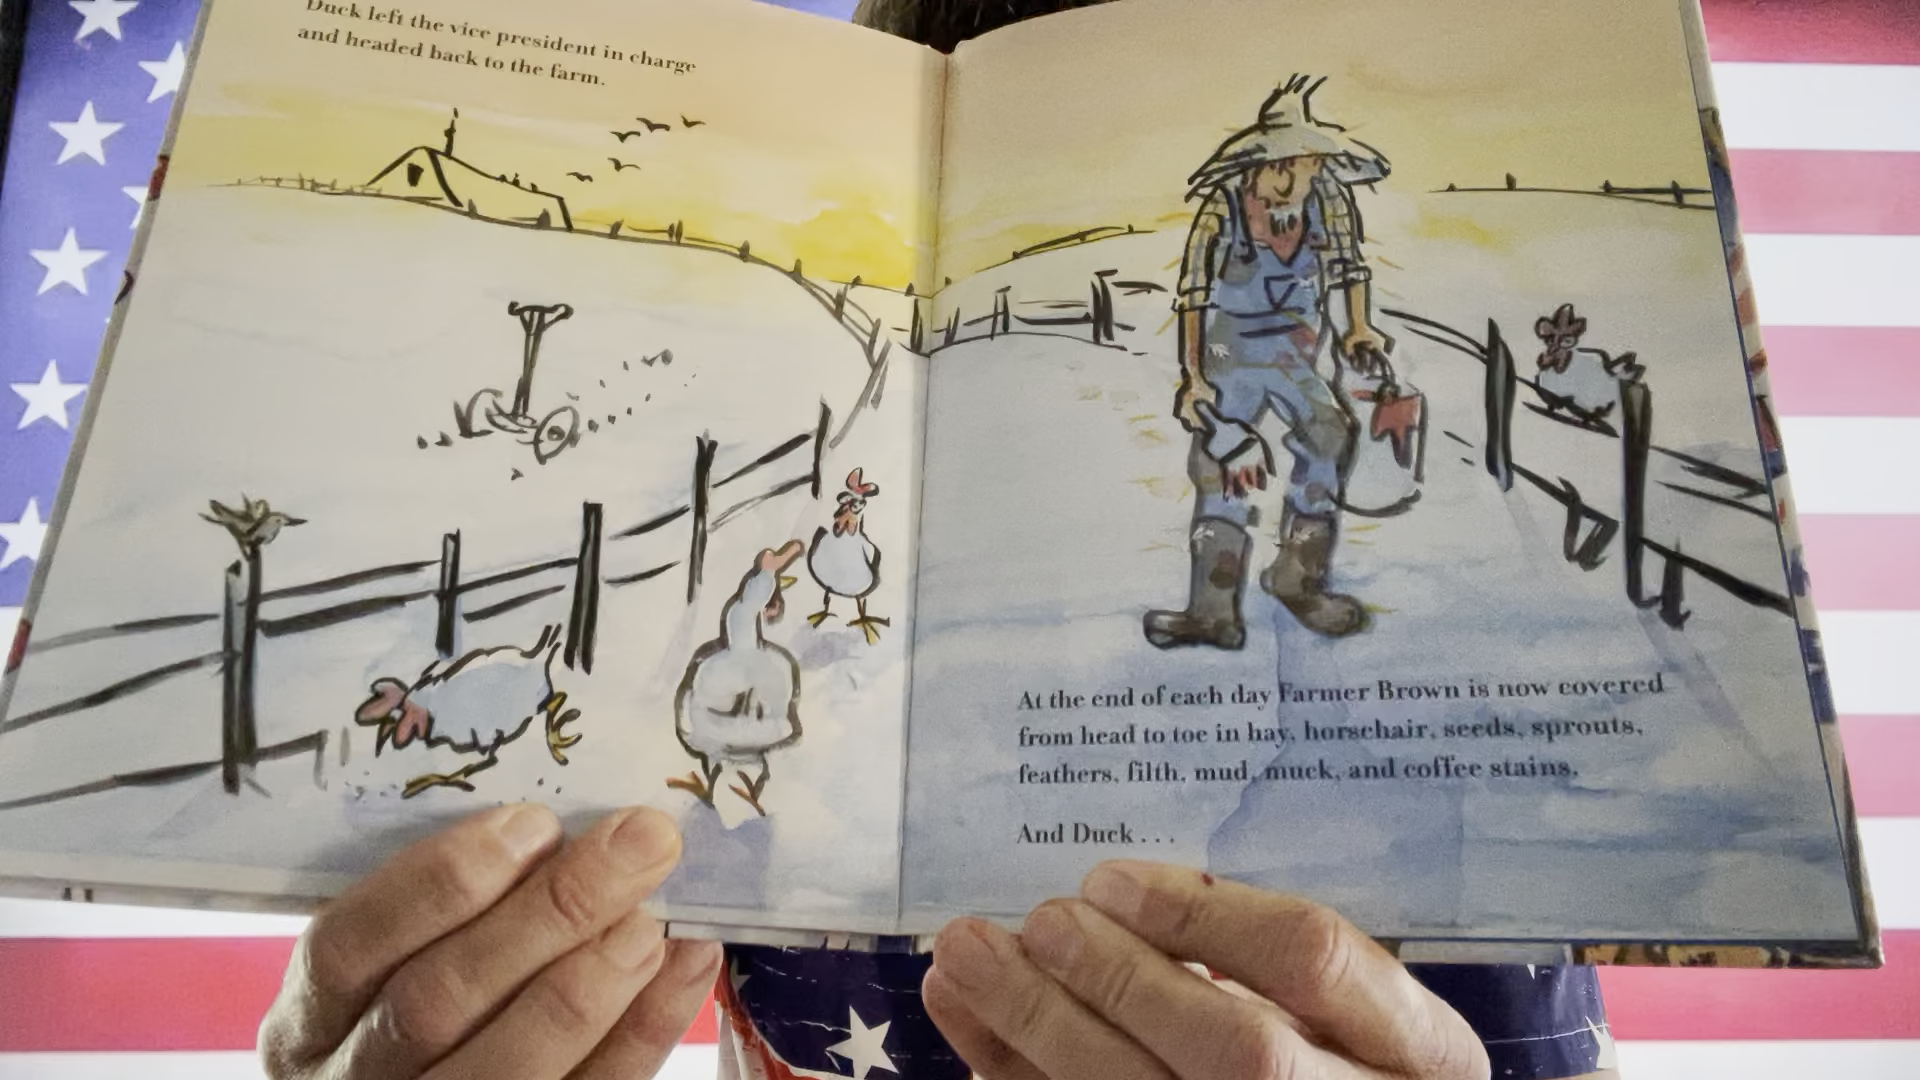 Duck left the vice president in charge
and headed back to the farm.
At the end of each day Farmer Brown is now covered
from head to toe in hay, horsehair, seeds, sprouts,
feathers, filth, mud, muck, and coffee stains.
And Duck . . .